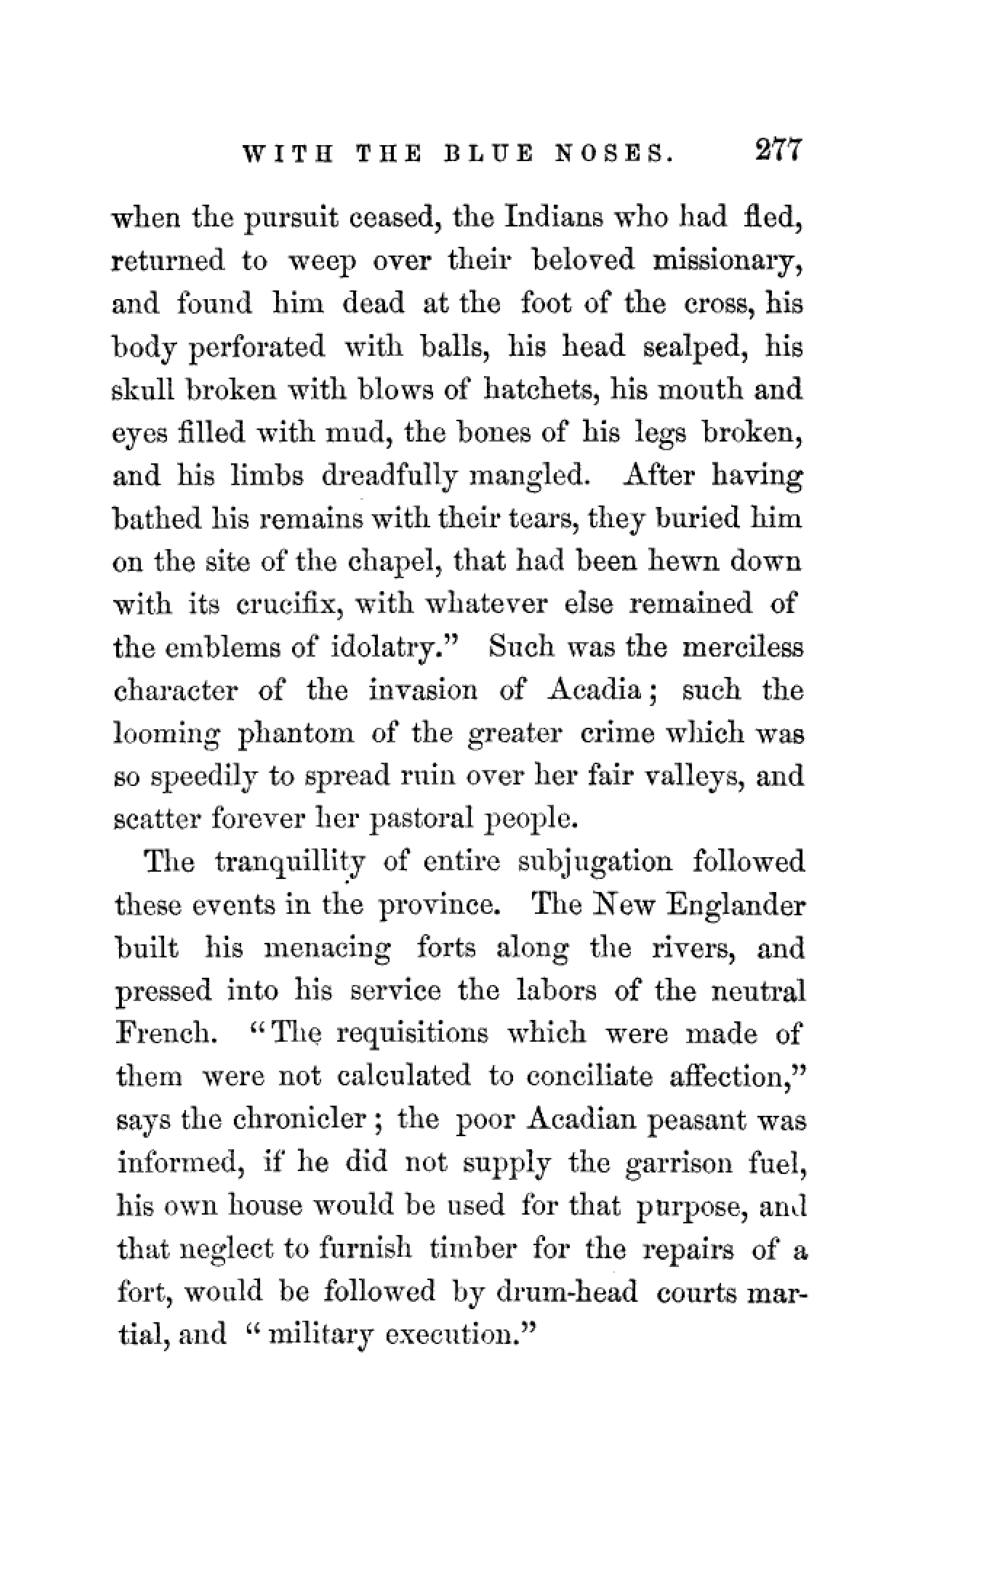 WITH THE BLUE NOSES. 277
when the pursuit ceased, the Indians who had fled,
returned to weep over their beloved missionary,
and found him dead at the foot of the cross, his
body perforated with balls, his head scalped, his
skull broken with blows of hatchets, his mouth and
eyes filled with mud, the bones of his legs broken,
and his limbs dreadfully mangled. After having
bathed his remains with their tears, they buried him
on the site of the chapel, that had been hewn down
with its crucifix, with whatever else remained of
the emblems of idolatry.” Such was the merciless
character of the invasion of Acadia; such the
looming phantom of the greater crime which was
so speedily to spread ruin over her fair valleys, and
scatter forever her pastoral people.
The tranquillity of entire subjugation followed
these events in the province. The New Englander
built his menacing forts along the rivers, and
pressed into his service the labors of the neutral
French. “The requisitions which were made of
them were not calculated to conciliate affection,”
says the chronicler; the poor Acadian peasant was
informed, if he did not supply the garrison fuel,
his own house would be used for that purpose, and
that neglect to furnish timber for the repairs of a
fort, would be followed by drum-head courts mar-
tial, and “military execution.”